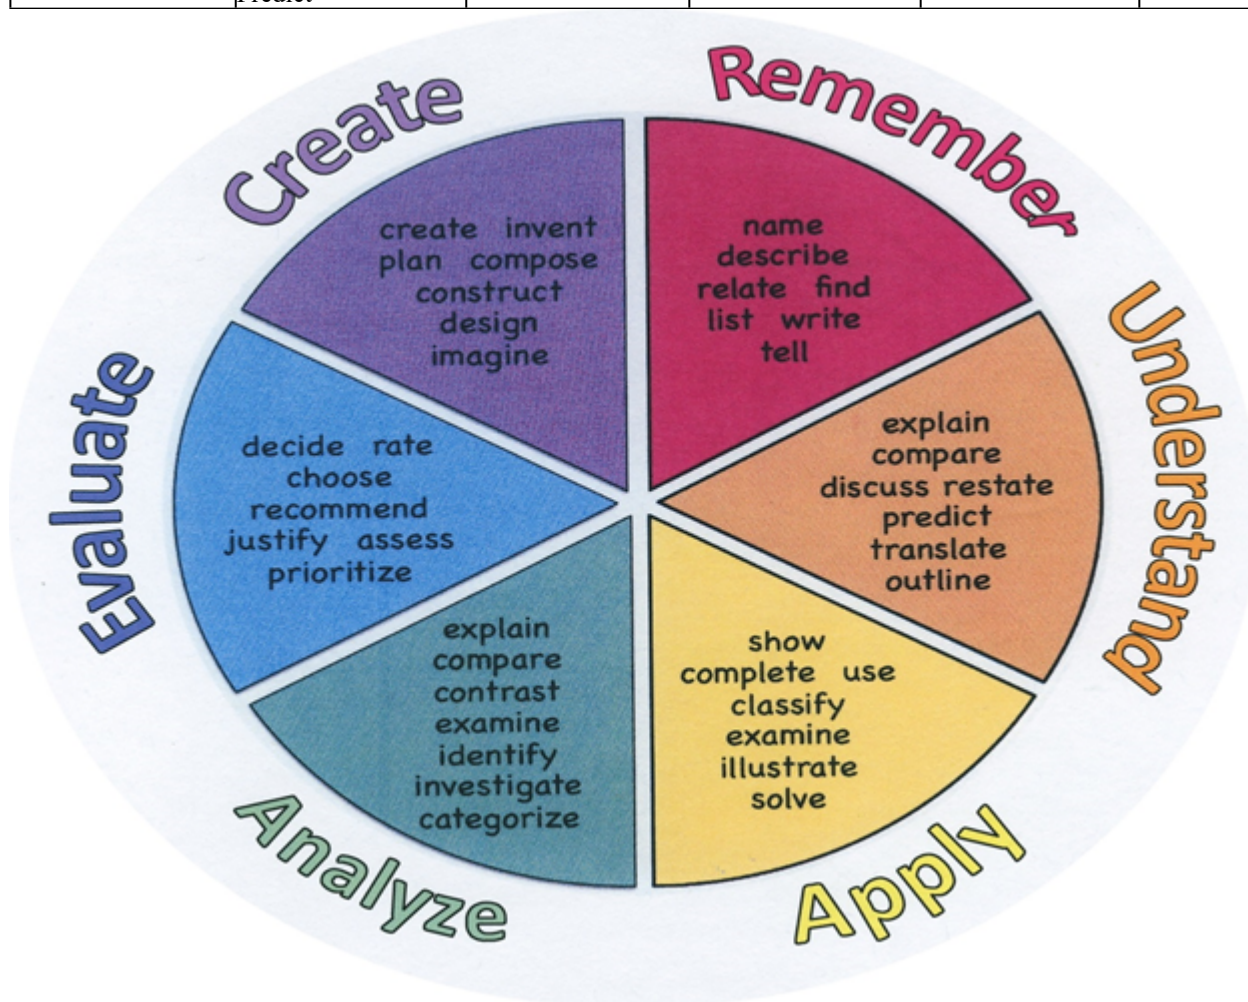 Predict
Create
create invent
plan compose
construct
design
imagine
Remember
name
describe
relate find
list write
tell
Understand
explain
compare
discuss restate
predict
translate
outline
Apply
show
complete use
classify
examine
illustrate
solve
Analyze
explain
compare
contrast
examine
identify
investigate
categorize
Evaluate
decide rate
choose
recommend
justify assess
prioritize